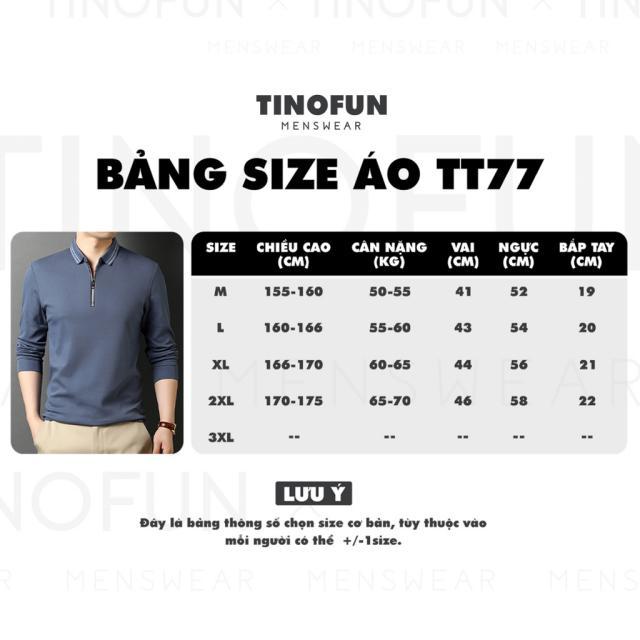 TINOFUN × TINOFUN × TINOFUN
MENSWEAR MENSWEAR MENSWEAR
TINOFUN
MENSWEAR
BẢNG SIZE ÁO TT77
SIZE CHIỀU CAO (CM) CÂN NẶNG (KG) VAI (CM) NGỰC (CM) BẮP TAY (CM)
M 155-160 50-55 41 52 19
L 160-166 55-60 43 54 20
XL 166-170 60-65 44 56 21
2XL 170-175 65-70 46 58 22
3XL -- -- -- -- --
LƯU Ý
Đây là bảng thông số chọn size cơ bản, tùy thuộc vào
mỗi người có thể +/-1size.
MENSWEAR MENSWEAR MENSWEAR